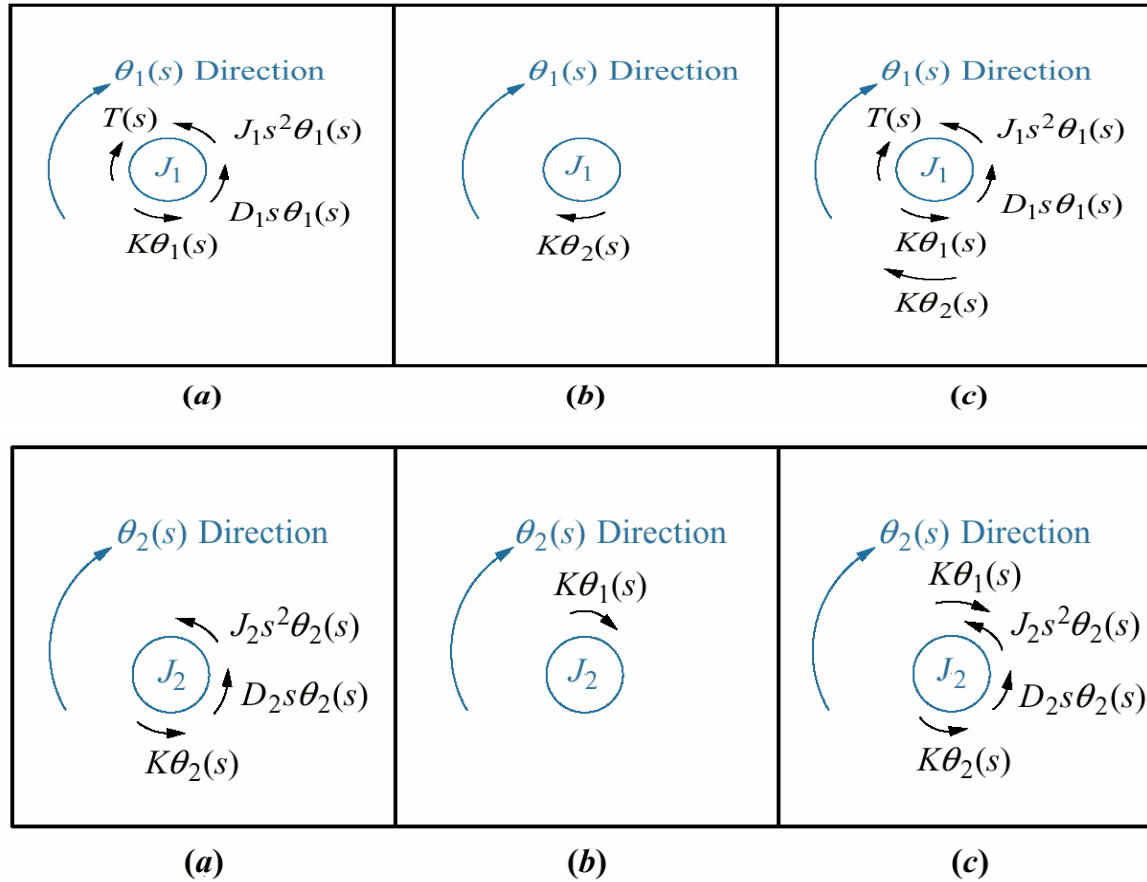 θ₁(s) Direction
T(s)
J₁s²θ₁(s)
J₁
D₁sθ₁(s)
Kθ₁(s)
(a)
θ₁(s) Direction
J₁
Kθ₂(s)
(b)
θ₁(s) Direction
T(s)
J₁s²θ₁(s)
J₁
D₁sθ₁(s)
Kθ₁(s)
Kθ₂(s)
(c)
θ₂(s) Direction
J₂s²θ₂(s)
J₂
D₂sθ₂(s)
Kθ₂(s)
(a)
θ₂(s) Direction
Kθ₁(s)
J₂
(b)
θ₂(s) Direction
Kθ₁(s)
J₂s²θ₂(s)
J₂
D₂sθ₂(s)
Kθ₂(s)
(c)